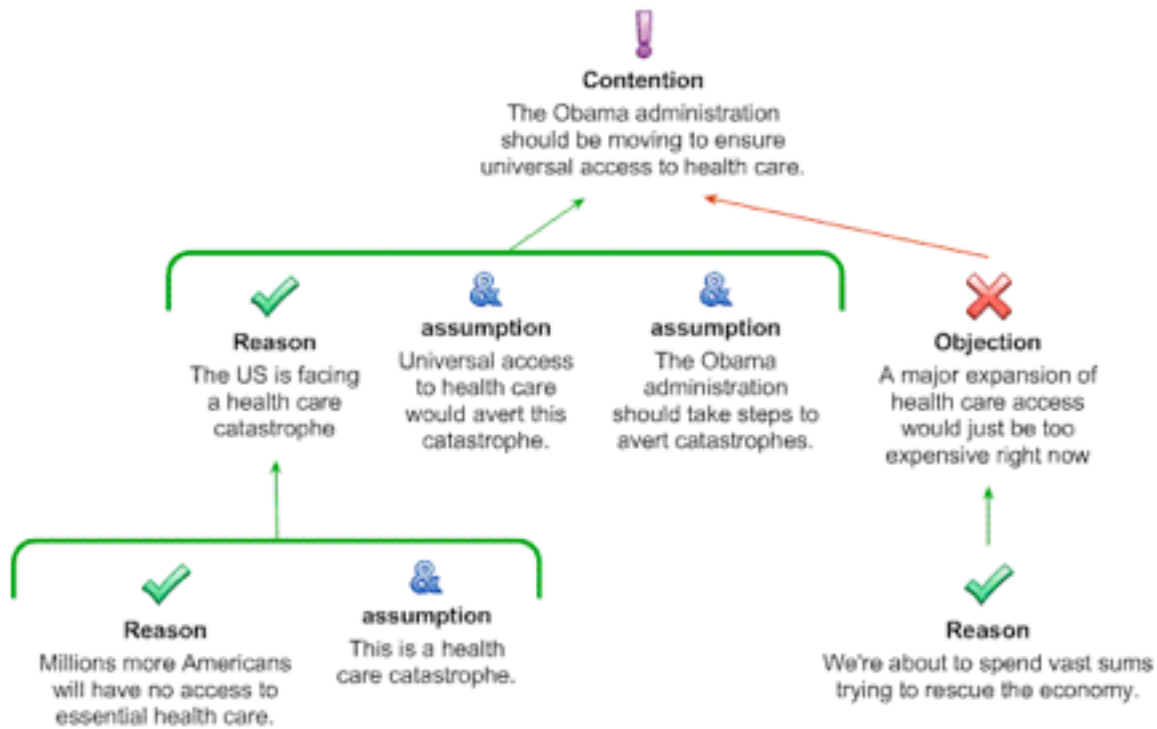 Contention
The Obama administration
should be moving to ensure
universal access to health care.
&
&
Reason
The US is facing
a health care
catastrophe
assumption
Universal access
to health care
would avert this
catastrophe.
assumption
The Obama
administration
should take steps to
avert catastrophes.
Objection
A major expansion of
health care access
would just be too
expensive right now
&
Reason
Millions more Americans
will have no access to
essential health care.
assumption
This is a health
care catastrophe.
Reason
We're about to spend vast sums
trying to rescue the economy.